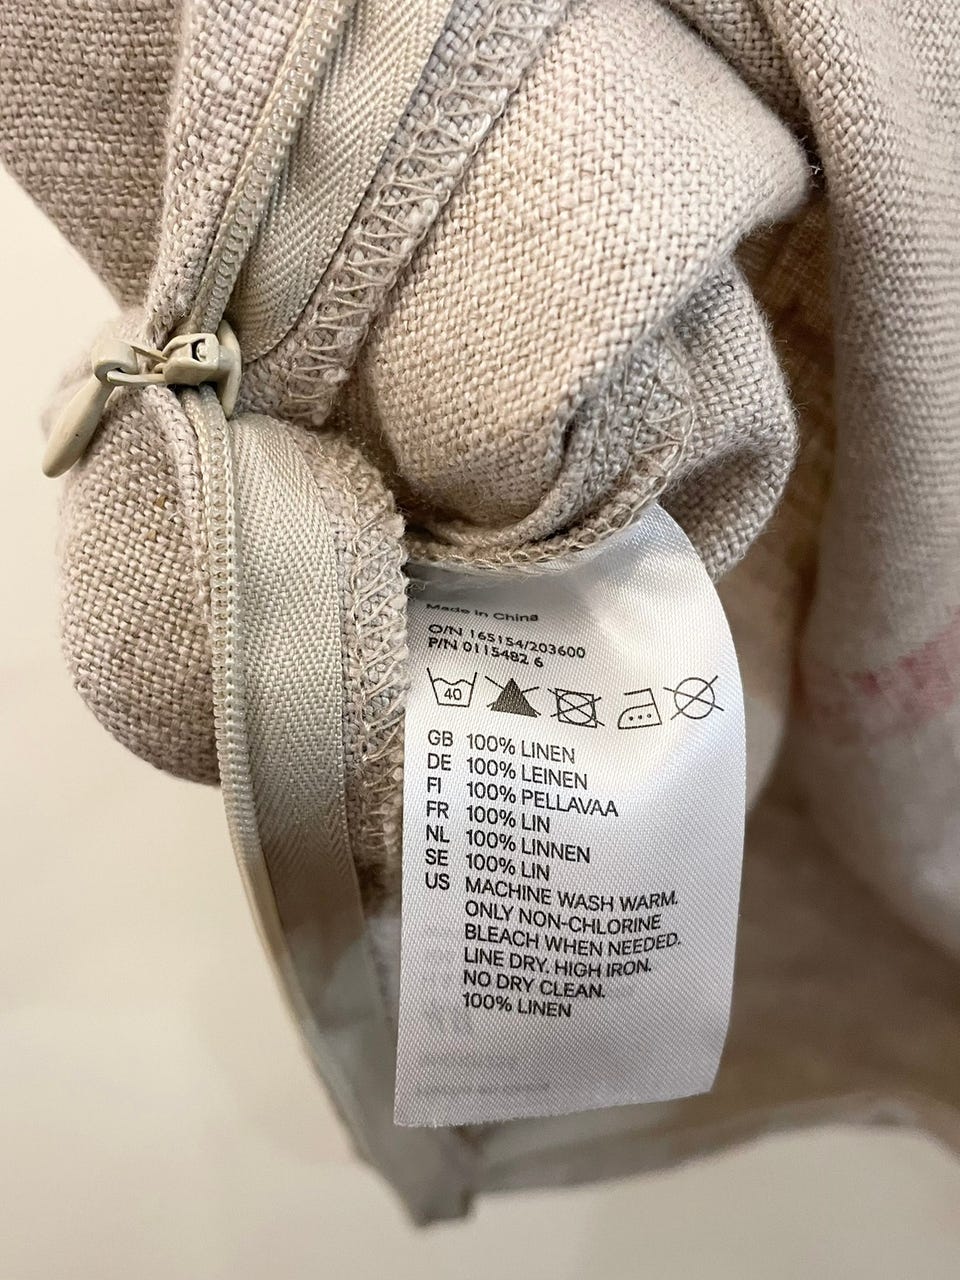 Made in China
O/N 165154/203600
P/N 0115482 6
40
GB 100% LINEN
DE 100% LEINEN
FI 100% PELLAVAA
FR 100% LIN
NL 100% LINNEN
SE 100% LIN
US MACHINE WASH WARM.
ONLY NON-CHLORINE
BLEACH WHEN NEEDED.
LINE DRY. HIGH IRON.
NO DRY CLEAN.
100% LINEN